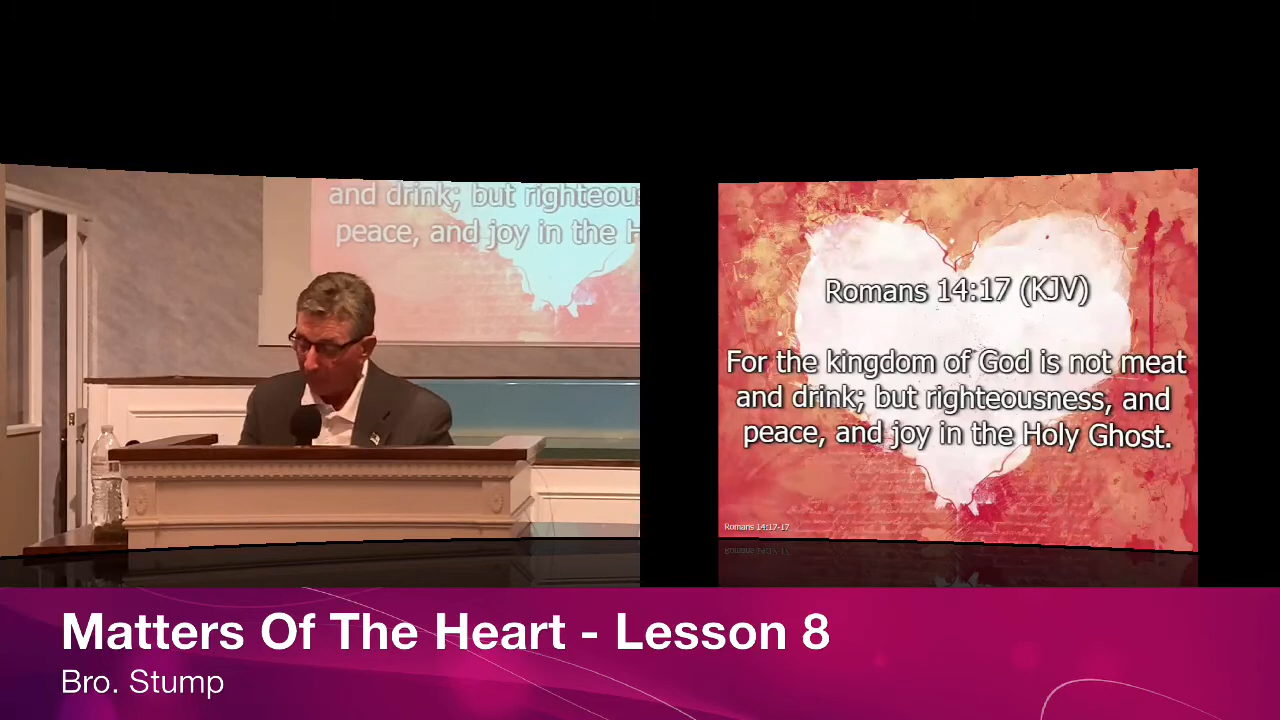 and drink; but righteous
peace, and joy in the H
Romans 14:17 (KJV)
For the kingdom of God is not meat
and drink; but righteousness, and
peace, and joy in the Holy Ghost.
Romans 14:17-17
Matters Of The Heart - Lesson 8
Bro. Stump